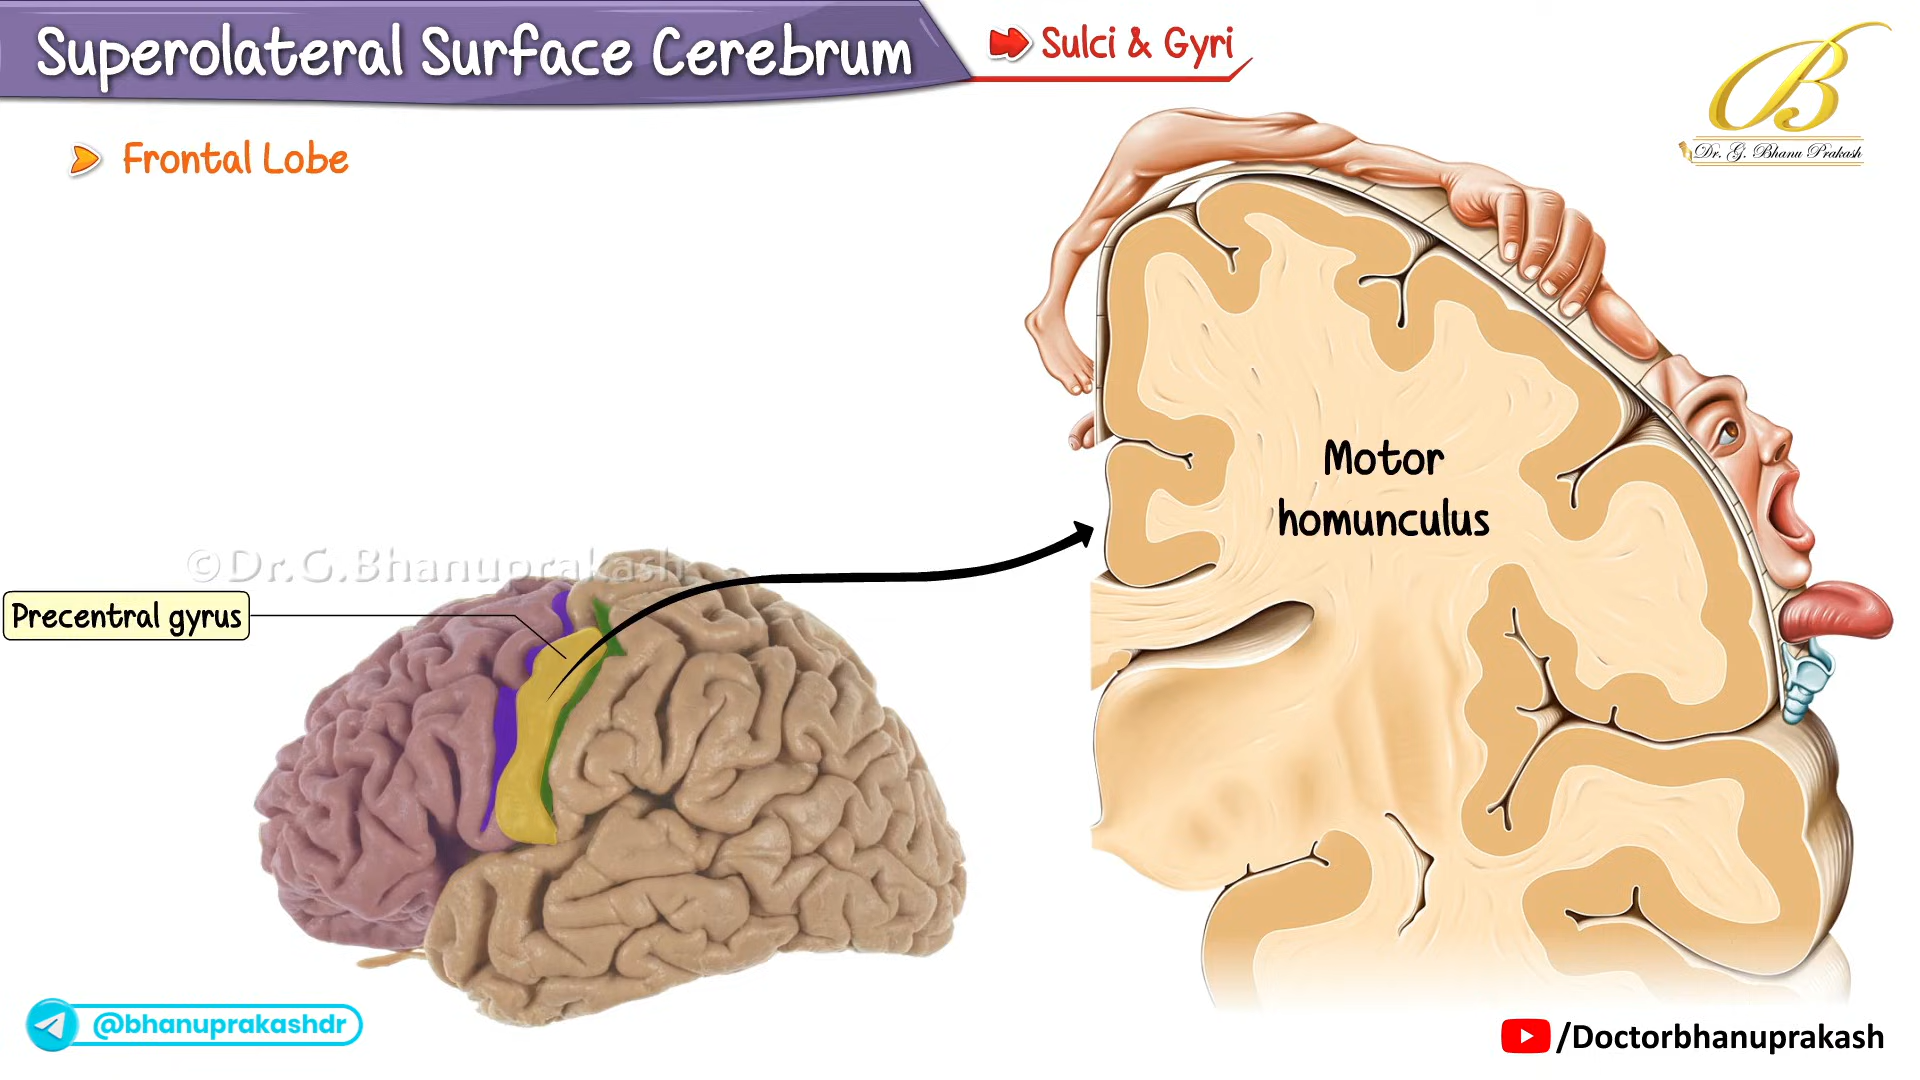 Superolateral Surface Cerebrum
Sulci & Gyri
B
Dr. G. Bhanu Prakash
Frontal Lobe
Motor
homunculus
©Dr.G.Bhanuprakash.
Precentral gyrus
@bhanuprakashdr
/Doctorbhanuprakash